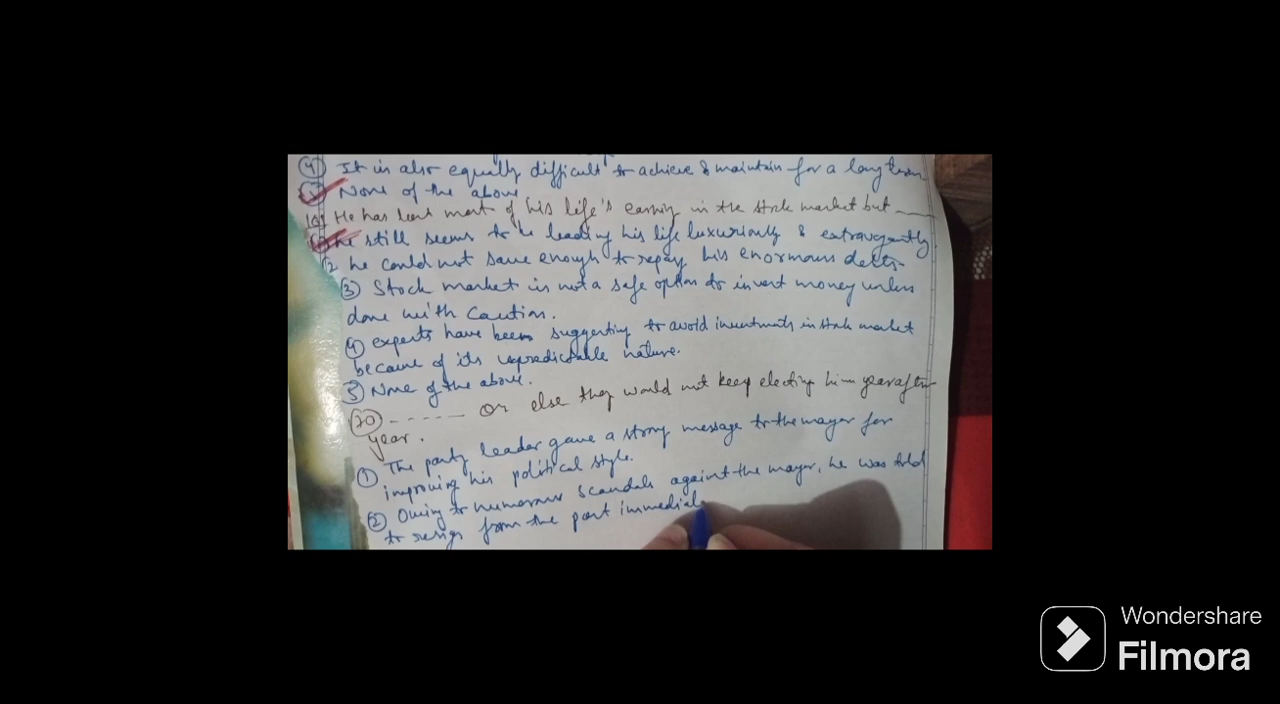 ④ It is also equally difficult to achieve & maintain for a long term
⑤ None of the above
19) He has lost most of his life's earning in the stock market but ——
① he still seems to be leading his life luxuriously & extravagantly
② he could not save enough to repay his enormous debts.
③ Stock market is not a safe option to invest money unless
done with caution.
④ experts have been suggesting to avoid investments in stock market
because of its unpredictable nature.
⑤ None of the above.
⑳ ------ or else they would not keep electing him year after
year.
① The party leader gave a strong message to the mayor for
improving his political style.
② Owing to numerous scandals against the mayor, he was told
to resign from the post immediat
Wondershare
Filmora